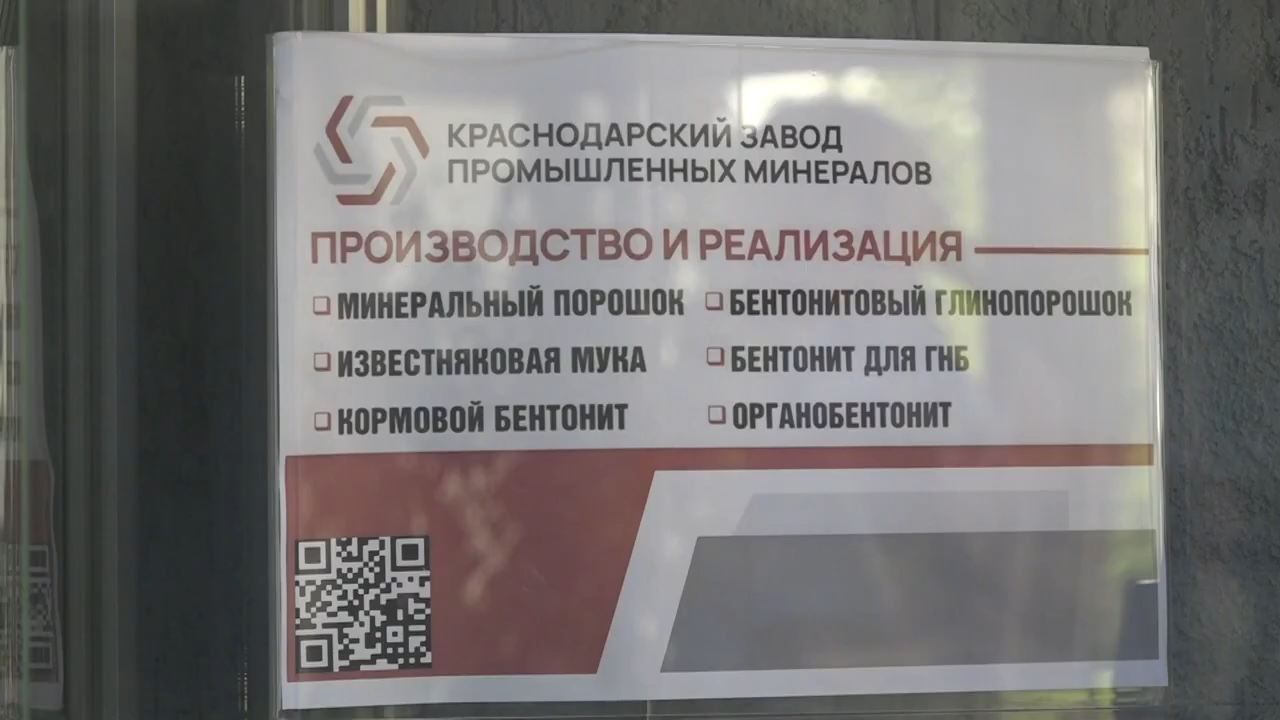 КРАСНОДАРСКИЙ ЗАВОД
ПРОМЫШЛЕННЫХ МИНЕРАЛОВ
ПРОИЗВОДСТВО И РЕАЛИЗАЦИЯ
МИНЕРАЛЬНЫЙ ПОРОШОК
БЕНТОНИТОВЫЙ ГЛИНОПОРОШОК
ИЗВЕСТНЯКОВАЯ МУКА
БЕНТОНИТ ДЛЯ ГНБ
КОРМОВОЙ БЕНТОНИТ
ОРГАНОБЕНТОНИТ